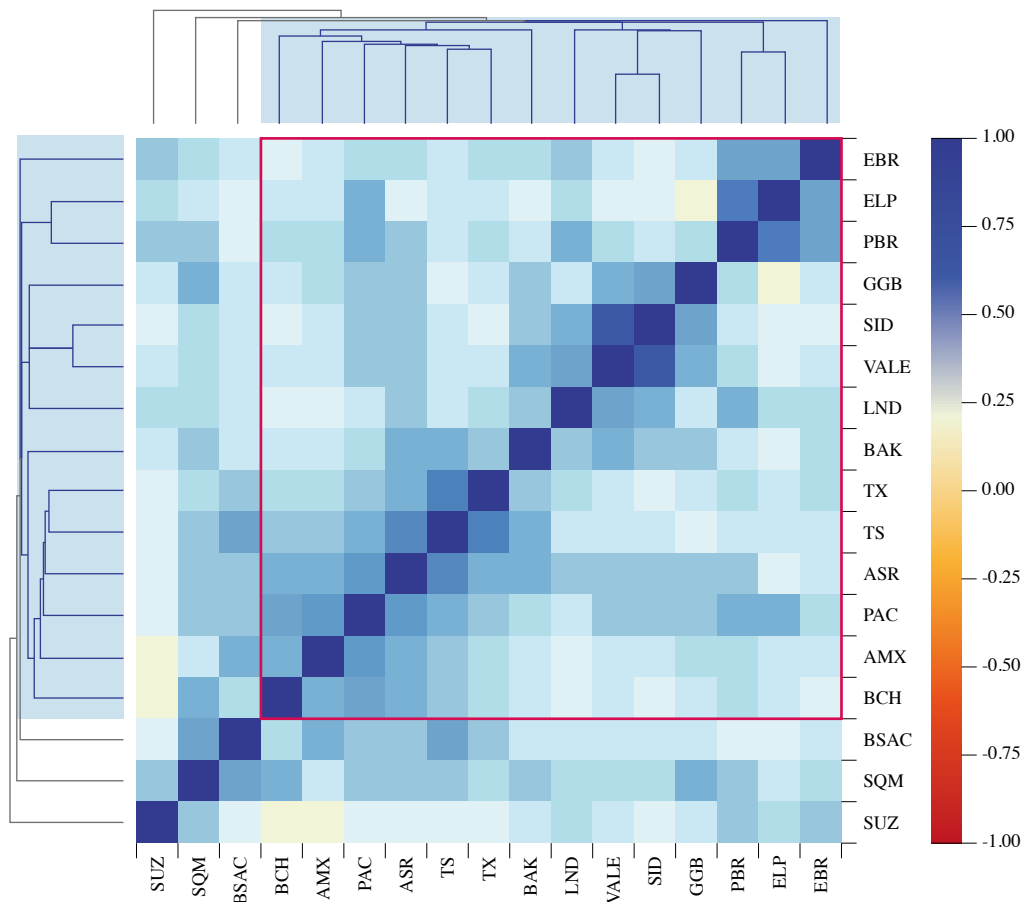 EBR
ELP
PBR
GGB
SID
VALE
LND
BAK
TX
TS
ASR
PAC
AMX
BCH
BSAC
SQM
SUZ
SUZ
SQM
BSAC
BCH
AMX
PAC
ASR
TS
TX
BAK
LND
VALE
SID
GGB
PBR
ELP
EBR
1.00
0.75
0.50
0.25
0.00
-0.25
-0.50
-0.75
-1.00